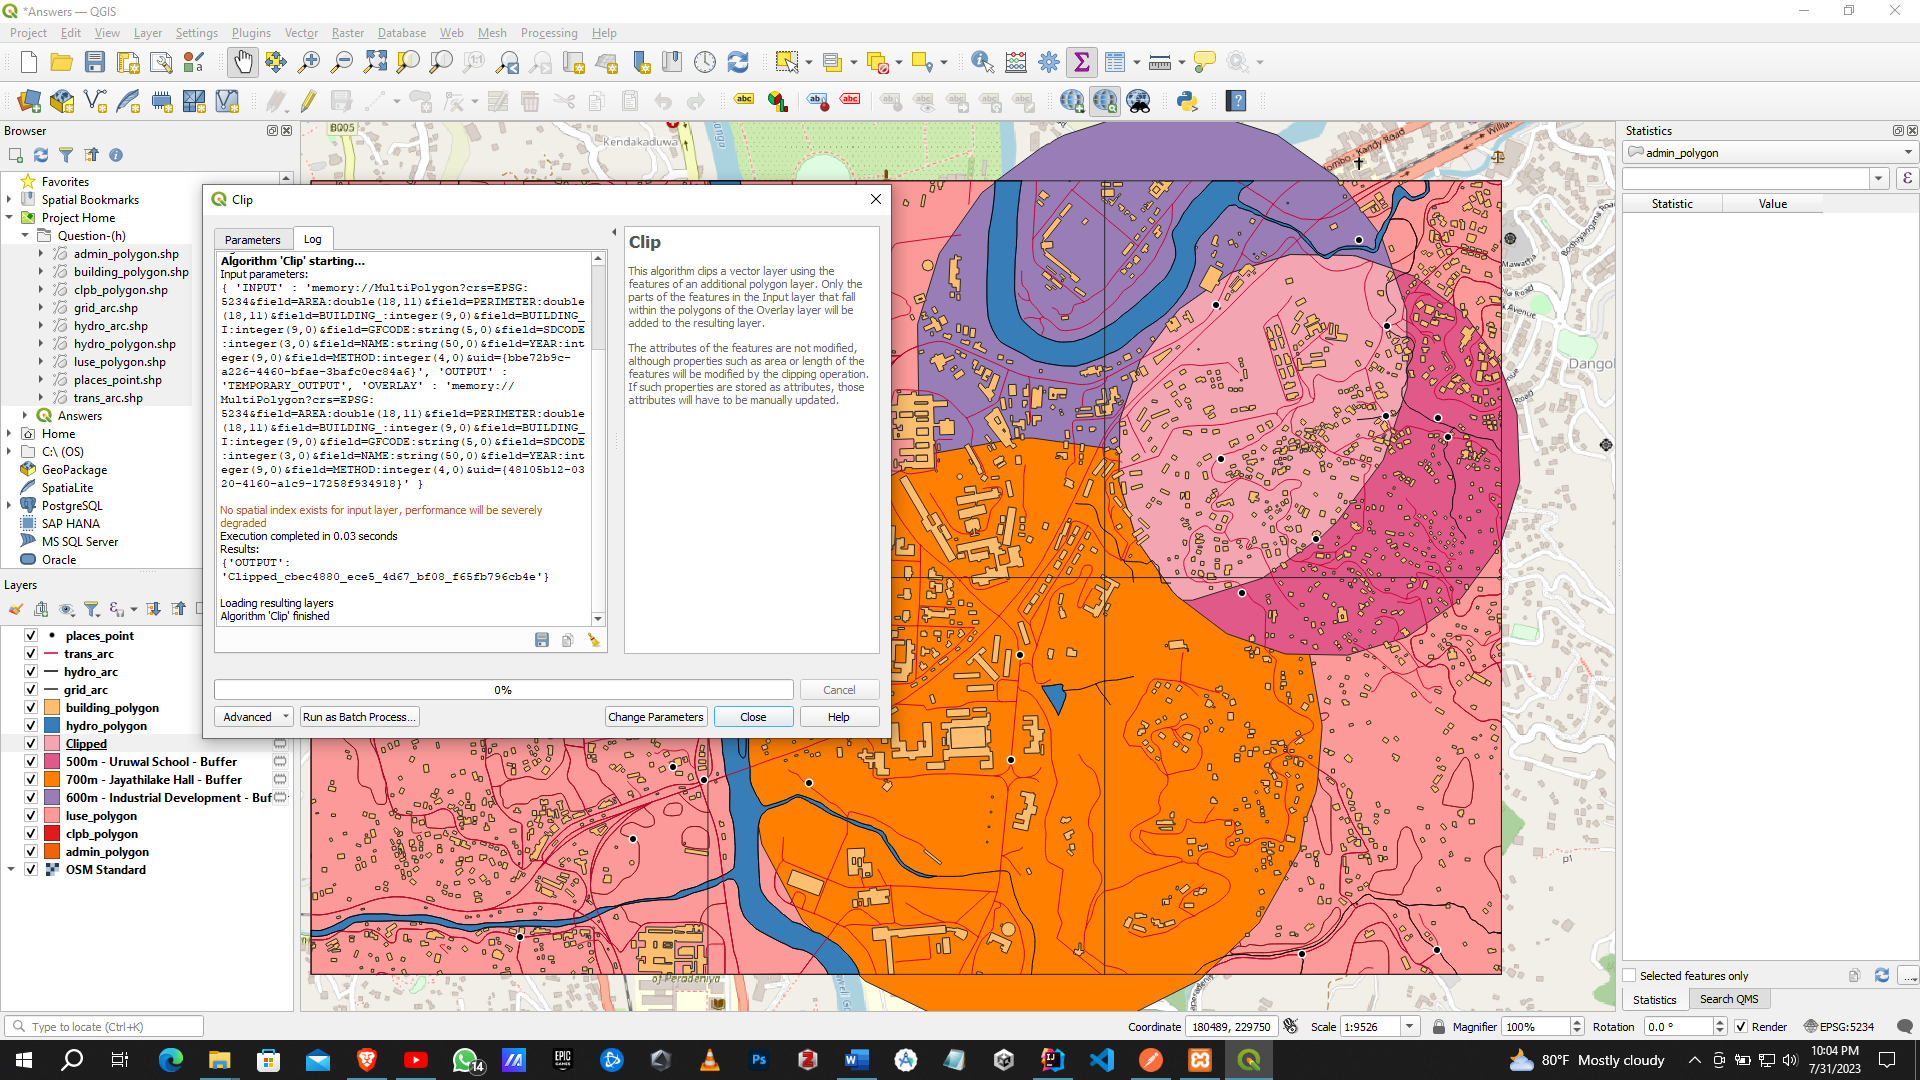 *Answers — QGIS
Project Edit View Layer Settings Plugins Vector Raster Database Web Mesh Processing Help
Browser
Favorites
Spatial Bookmarks
Project Home
Question-(h)
admin_polygon.shp
building_polygon.shp
clpb_polygon.shp
grid_arc.shp
hydro_arc.shp
hydro_polygon.shp
luse_polygon.shp
places_point.shp
trans_arc.shp
Answers
Home
C:\ (OS)
GeoPackage
SpatiaLite
PostgreSQL
SAP HANA
MS SQL Server
Oracle
Layers
places_point
trans_arc
hydro_arc
grid_arc
building_polygon
hydro_polygon
Clipped
500m - Uruwal School - Buffer
700m - Jayathilake Hall - Buffer
600m - Industrial Development - Buf
luse_polygon
clpb_polygon
admin_polygon
OSM Standard
Clip
Parameters Log
Algorithm 'Clip' starting...
Input parameters:
{ 'INPUT' : 'memory://MultiPolygon?crs=EPSG:
5234&field=AREA:double(18,11)&field=PERIMETER:double
(18,11)&field=BUILDING_:integer(9,0)&field=BUILDING_
I:integer(9,0)&field=GFCODE:string(5,0)&field=SDCODE
:integer(3,0)&field=NAME:string(50,0)&field=YEAR:int
eger(9,0)&field=METHOD:integer(4,0)&uid={bbe72b9c-
a226-4460-bfae-3bafc0ec84a6}', 'OUTPUT' :
'TEMPORARY_OUTPUT', 'OVERLAY' : 'memory://
MultiPolygon?crs=EPSG:
5234&field=AREA:double(18,11)&field=PERIMETER:double
(18,11)&field=BUILDING_:integer(9,0)&field=BUILDING_
I:integer(9,0)&field=GFCODE:string(5,0)&field=SDCODE
:integer(3,0)&field=NAME:string(50,0)&field=YEAR:int
eger(9,0)&field=METHOD:integer(4,0)&uid={48105b12-03
20-4160-a1c9-17258f934918}' }
No spatial index exists for input layer, performance will be severely
degraded
Execution completed in 0.03 seconds
Results:
{'OUTPUT':
'Clipped_cbec4880_ece5_4d67_bf08_f65fb796cb4e'}
Loading resulting layers
Algorithm 'Clip' finished
Clip
This algorithm clips a vector layer using the
features of an additional polygon layer. Only the
parts of the features in the Input layer that fall
within the polygons of the Overlay layer will be
added to the resulting layer.
The attributes of the features are not modified,
although properties such as area or length of the
features will be modified by the clipping operation.
If such properties are stored as attributes, those
attributes will have to be manually updated.
0%
Cancel
Advanced Run as Batch Process... Change Parameters Close Help
B005
Kendakaduwa
Dangol
of Peradeniya
Statistics
admin_polygon
Statistic Value
Selected features only
Statistics Search QMS
Type to locate (Ctrl+K)
Coordinate 180489, 229750 Scale 1:9526 Magnifier 100% Rotation 0.0 ° Render EPSG:5234
14
80°F Mostly cloudy
10:04 PM
7/31/2023